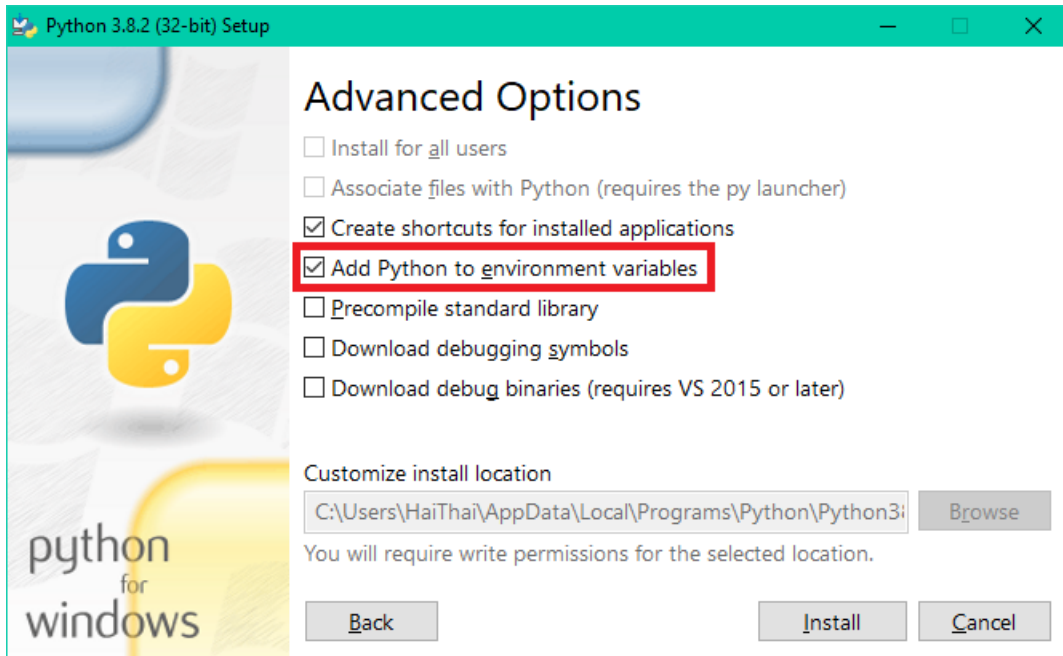 Python 3.8.2 (32-bit) Setup
Advanced Options
Install for all users
Associate files with Python (requires the py launcher)
Create shortcuts for installed applications
Add Python to environment variables
Precompile standard library
Download debugging symbols
Download debug binaries (requires VS 2015 or later)
Customize install location
C:\Users\HaiThai\AppData\Local\Programs\Python\Python38
Browse
You will require write permissions for the selected location.
python
for
windows
Back
Install
Cancel